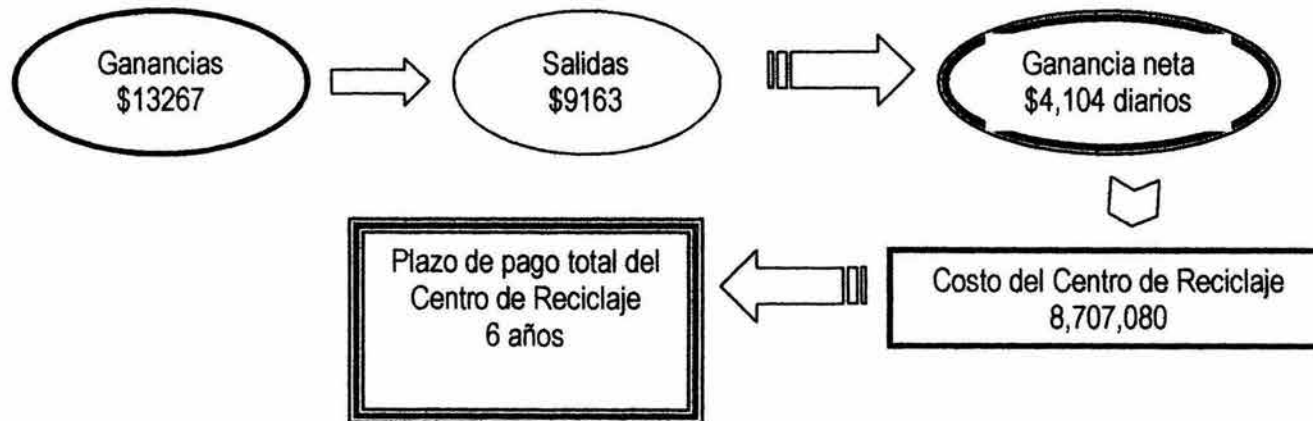 Ganancias
$13267
Salidas
$9163
Ganancia neta
$4,104 diarios
Costo del Centro de Reciclaje
8,707,080
Plazo de pago total del
Centro de Reciclaje
6 años